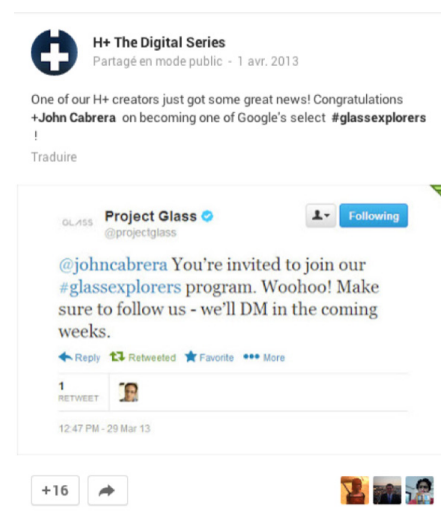 H+ The Digital Series
Partagé en mode public - 1 avr. 2013
One of our H+ creators just got some great news! Congratulations
+John Cabrera on becoming one of Google's select #glassexplorers
!
Traduire
GLASS
Project Glass
@projectglass
Following
@johncabrera You're invited to join our
#glassexplorers program. Woohoo! Make
sure to follow us - we'll DM in the coming
weeks.
Reply Retweeted Favorite More
1
RETWEET
12:47 PM - 29 Mar 13
+16